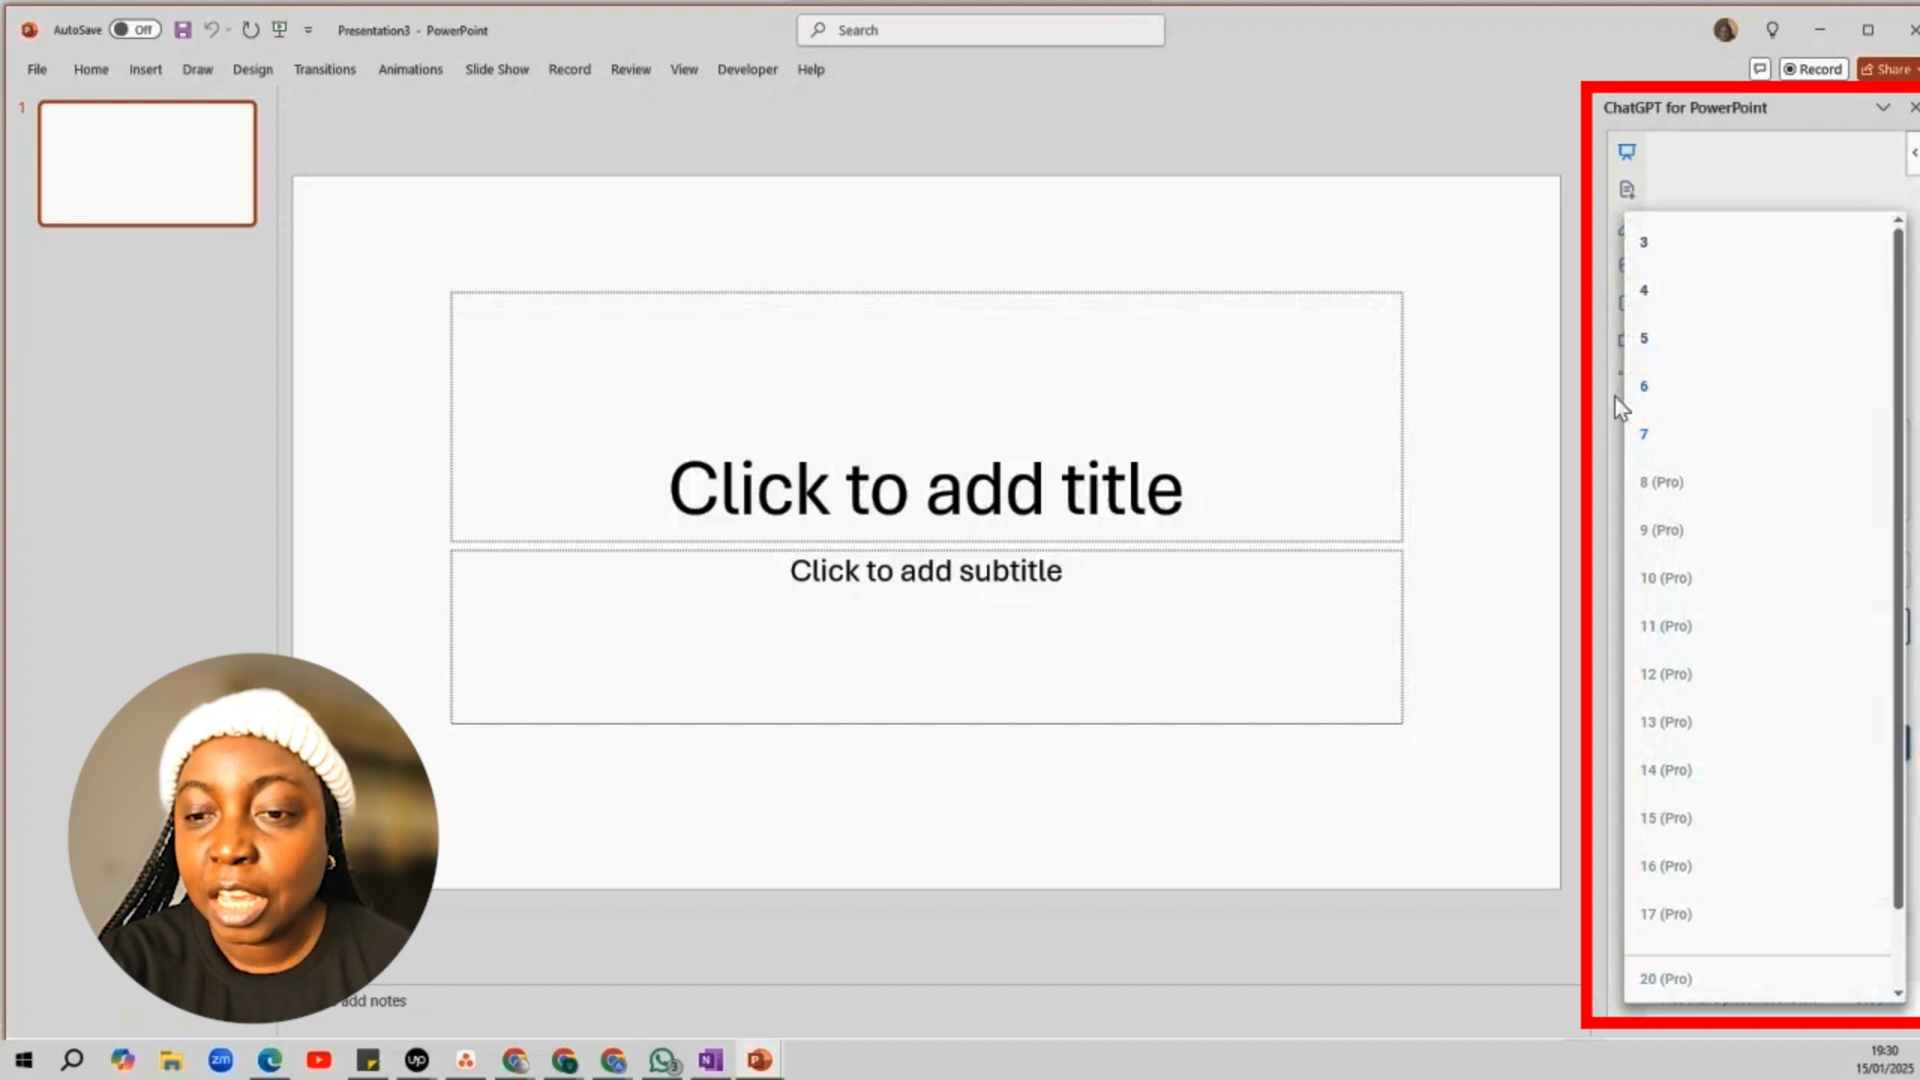 AutoSave Off Presentation3 - PowerPoint Search
File Home Insert Draw Design Transitions Animations Slide Show Record Review View Developer Help Record Share
1
ChatGPT for PowerPoint
3
4
5
6
7
8 (Pro)
9 (Pro)
10 (Pro)
11 (Pro)
12 (Pro)
13 (Pro)
14 (Pro)
15 (Pro)
16 (Pro)
17 (Pro)
20 (Pro)
Click to add title
Click to add subtitle
add notes
zm
up
3
19:30
15/01/2025